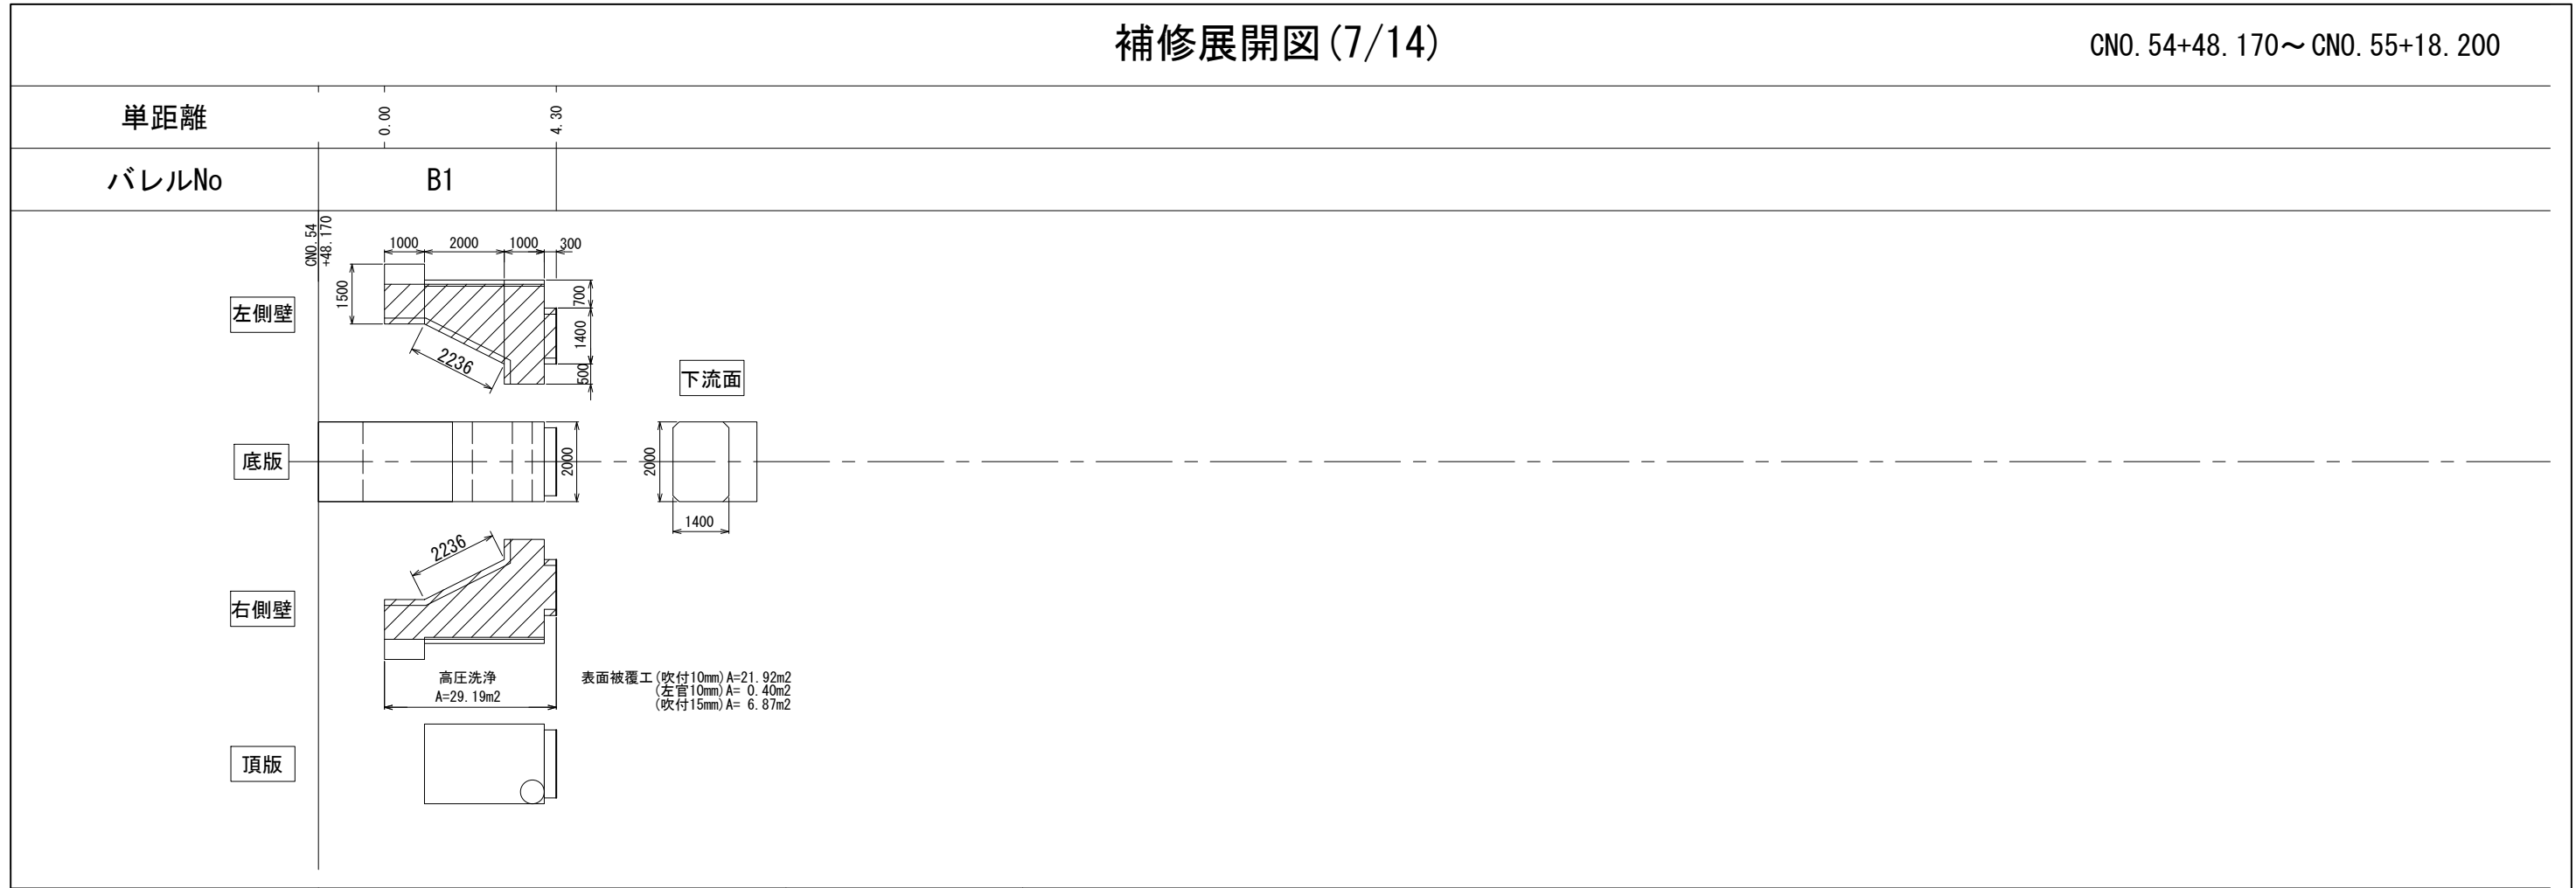 補修展開図(7/14)
CNO.54+48.170～CNO.55+18.200
単距離
0.00
4.30
バレルNo
B1
CNO.54
+48.170
1000
2000
1000
300
1500
700
1400
500
2236
左側壁
下流面
底版
2000
2000
1400
2236
右側壁
高圧洗浄
A=29.19m2
表面被覆工(吹付10mm)A=21.92m2
(左官10mm)A= 0.40m2
(吹付15mm)A= 6.87m2
頂版